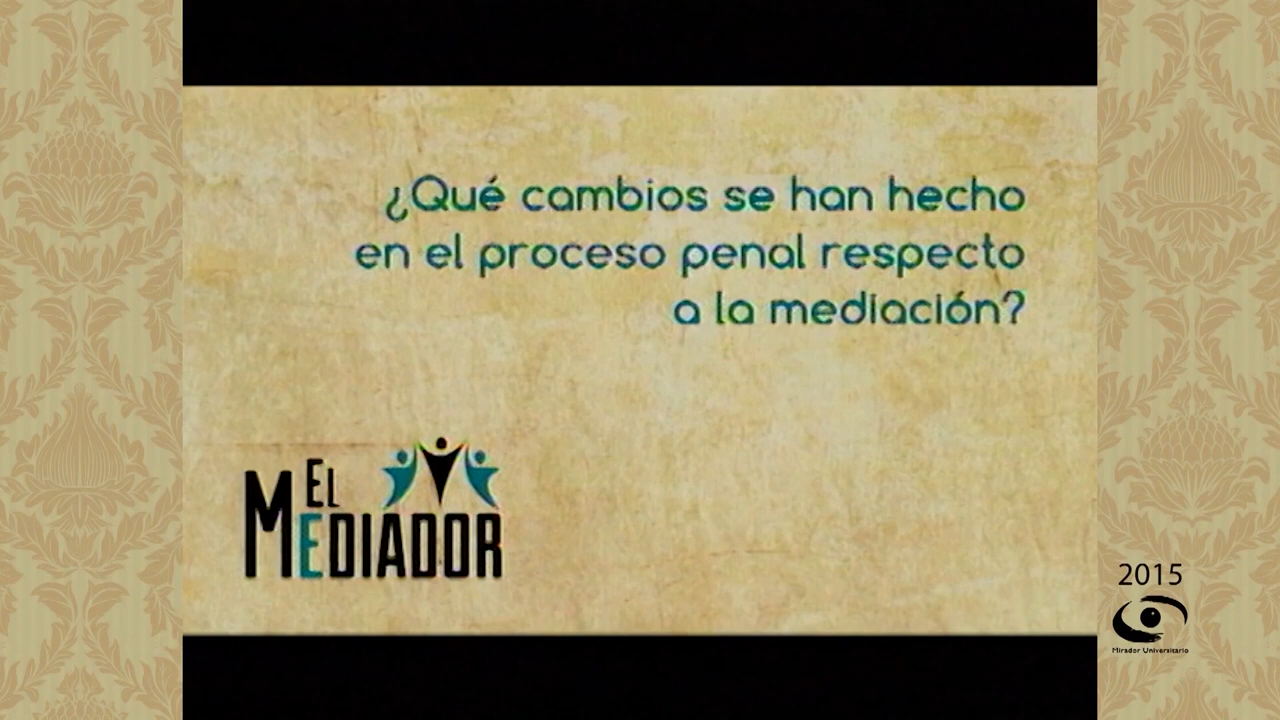 ¿Qué cambios se han hecho
en el proceso penal respecto
a la mediación?
EL
MEDIADOR
2015
Mirador Universitario